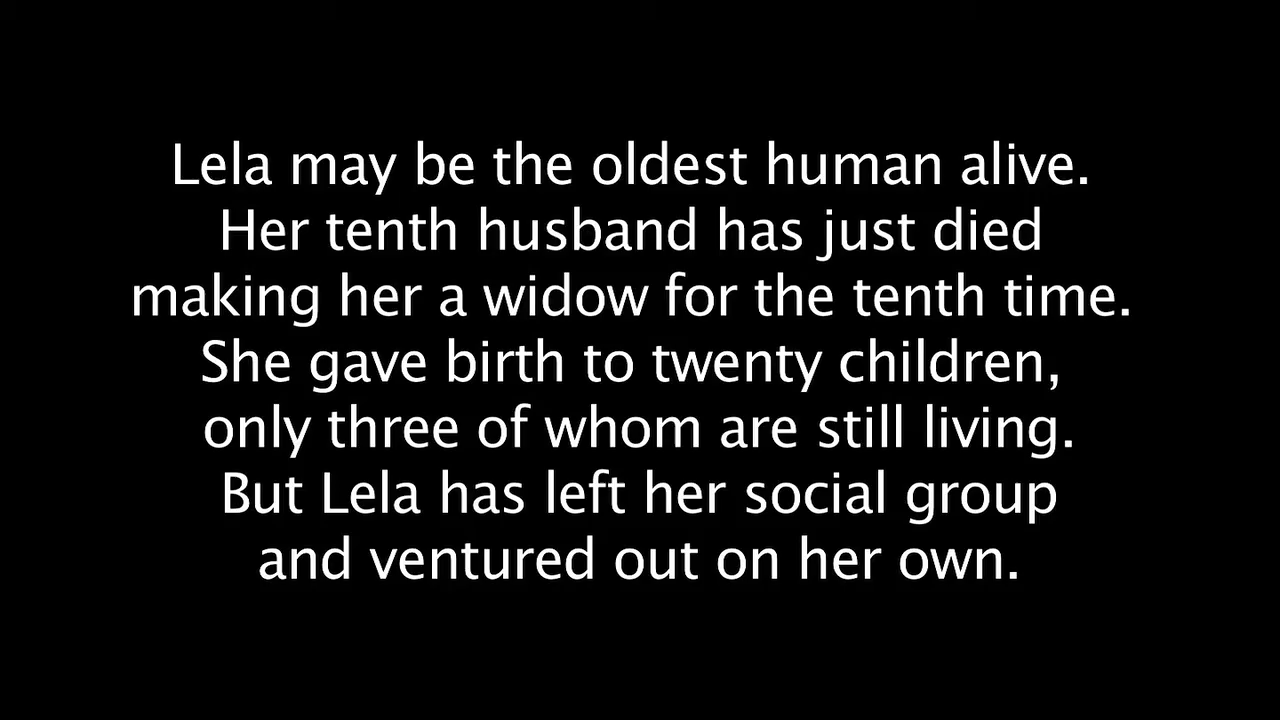 Lela may be the oldest human alive.
Her tenth husband has just died
making her a widow for the tenth time.
She gave birth to twenty children,
only three of whom are still living.
But Lela has left her social group
and ventured out on her own.